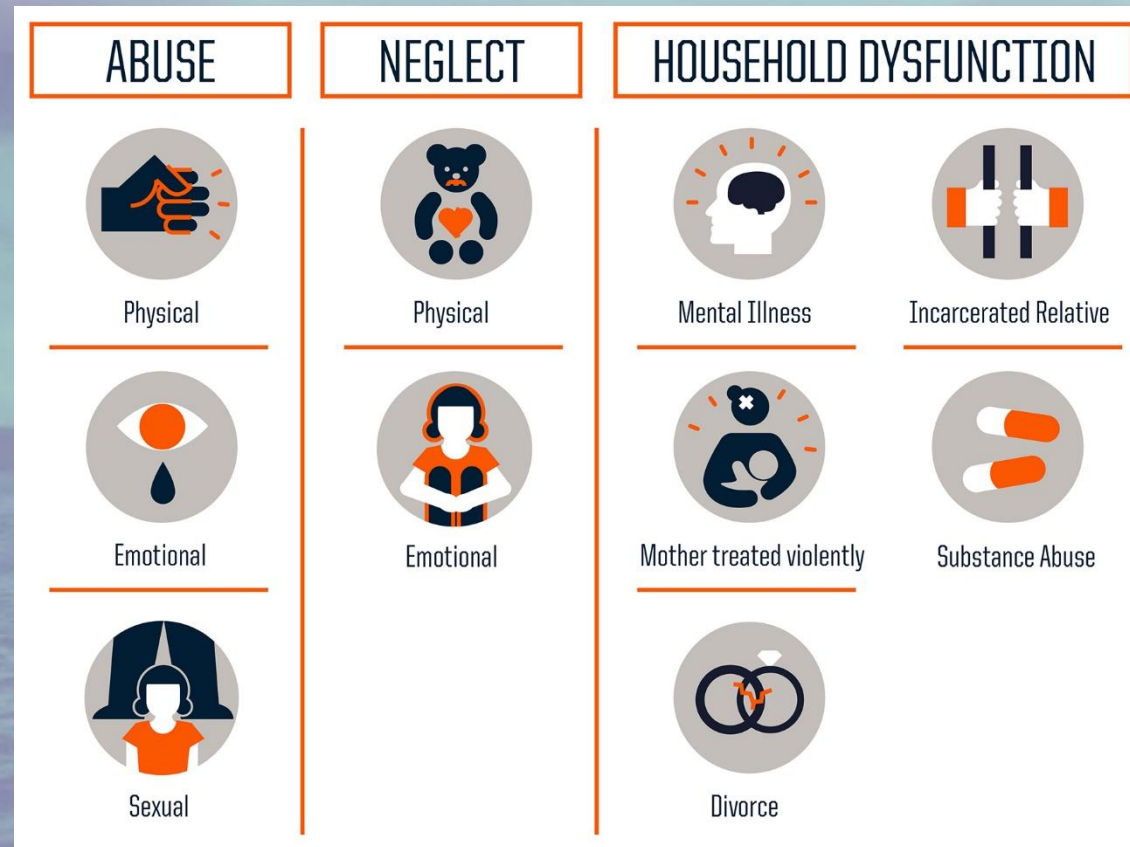 ABUSE
NEGLECT
HOUSEHOLD DYSFUNCTION
Physical
Physical
Mental Illness
Incarcerated Relative
Emotional
Emotional
Mother treated violently
Substance Abuse
Sexual
Divorce